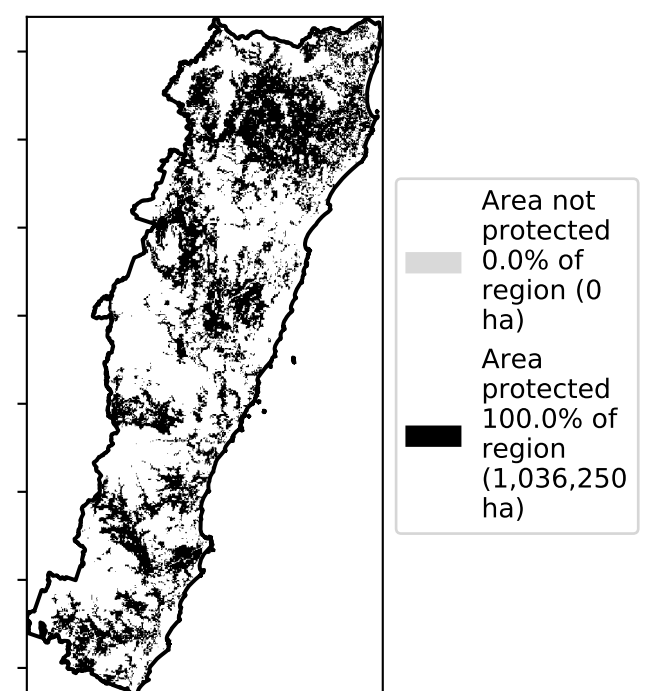 Area not
protected
0.0% of
region (0
ha)
Area
protected
100.0% of
region
(1,036,250
ha)